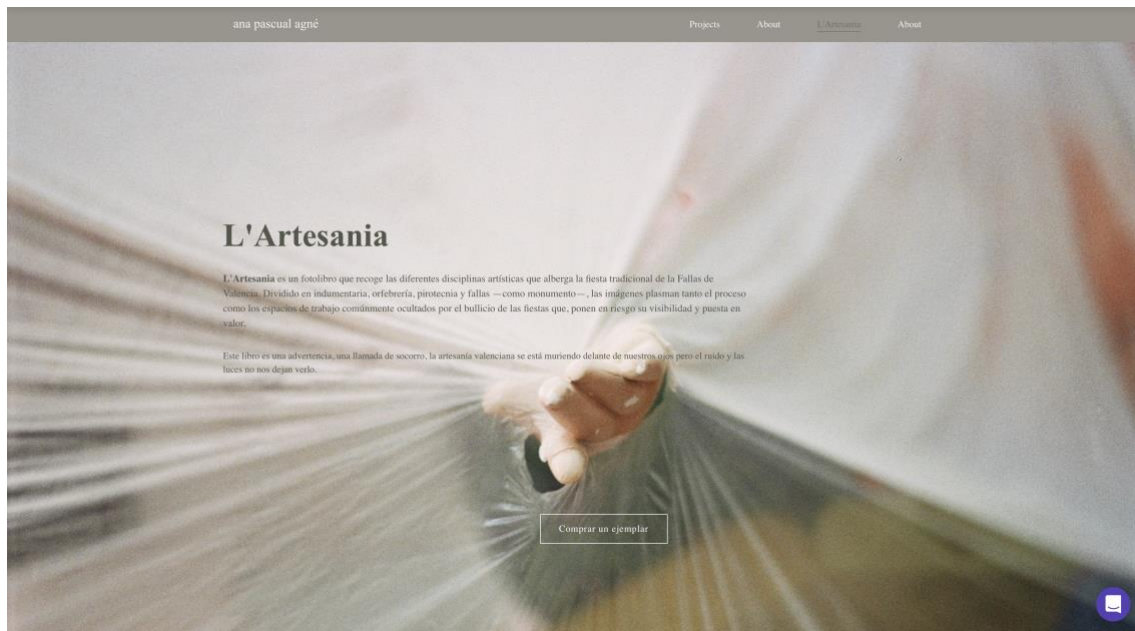 ana pascual agné
Projects
About
L'Artesania
About
L'Artesania
L'Artesania es un fotolibro que recoge las diferentes disciplinas artísticas que alberga la fiesta tradicional de la Fallas de
Valencia. Dividido en indumentaria, orfebrería, pirotecnia y fallas —como monumento—, las imágenes plasman tanto el proceso
como los espacios de trabajo comúnmente ocultados por el bullicio de las fiestas que, ponen en riesgo su visibilidad y puesta en
valor.
Este libro es una advertencia, una llamada de socorro, la artesanía valenciana se está muriendo delante de nuestros ojos pero el ruido y las
luces no nos dejan verlo.
Comprar un ejemplar